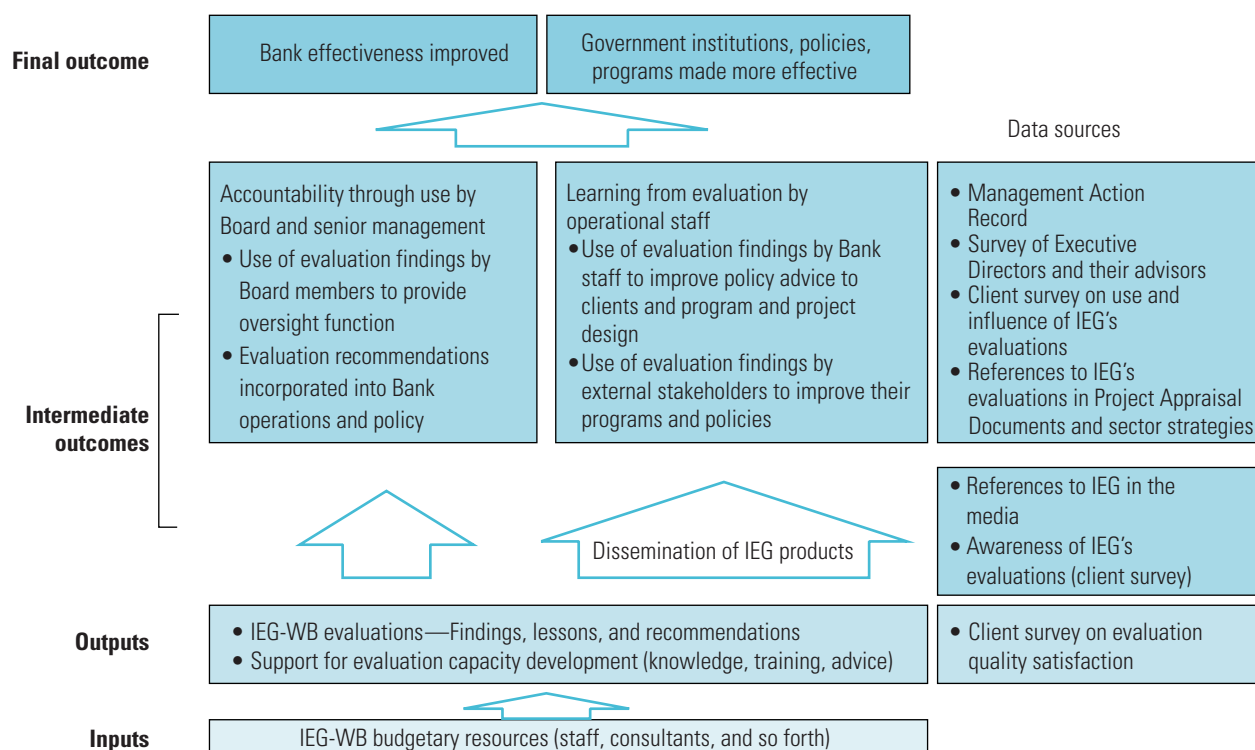 Final outcome
Bank effectiveness improved
Government institutions, policies,
programs made more effective
Data sources
Accountability through use by
Board and senior management
• Use of evaluation findings by
Board members to provide
oversight function
• Evaluation recommendations
incorporated into Bank
operations and policy
Learning from evaluation by
operational staff
• Use of evaluation findings by Bank
staff to improve policy advice to
clients and program and project
design
• Use of evaluation findings by
external stakeholders to improve their
programs and policies
• Management Action
Record
• Survey of Executive
Directors and their advisors
• Client survey on use and
influence of IEG's
evaluations
• References to IEG's
evaluations in Project Appraisal
Documents and sector strategies
Intermediate
outcomes
Dissemination of IEG products
• References to IEG in the
media
• Awareness of IEG's
evaluations (client survey)
Outputs
• IEG-WB evaluations—Findings, lessons, and recommendations
• Support for evaluation capacity development (knowledge, training, advice)
• Client survey on evaluation
quality satisfaction
Inputs
IEG-WB budgetary resources (staff, consultants, and so forth)